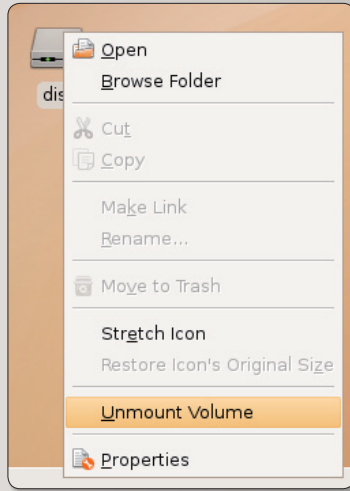 dis
Open
Browse Folder
Cut
Copy
Make Link
Rename...
Move to Trash
Stretch Icon
Restore Icon's Original Size
Unmount Volume
Properties